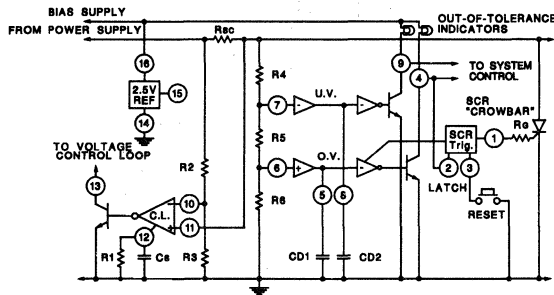 BIAS SUPPLY
FROM POWER SUPPLY
Rsc
OUT-OF-TOLERANCE
INDICATORS
16
2.5V
REF
15
14
R4
9
TO SYSTEM
CONTROL
4
7
-
U.V.
-
SCR
"CROWBAR"
RG
R5
SCR
Trig.
1
TO VOLTAGE
CONTROL LOOP
R2
O.V.
6
+
-
2
3
5
8
LATCH
13
10
-
C.L.
+
11
R6
RESET
12
R1
Cs
R3
CD1
CD2